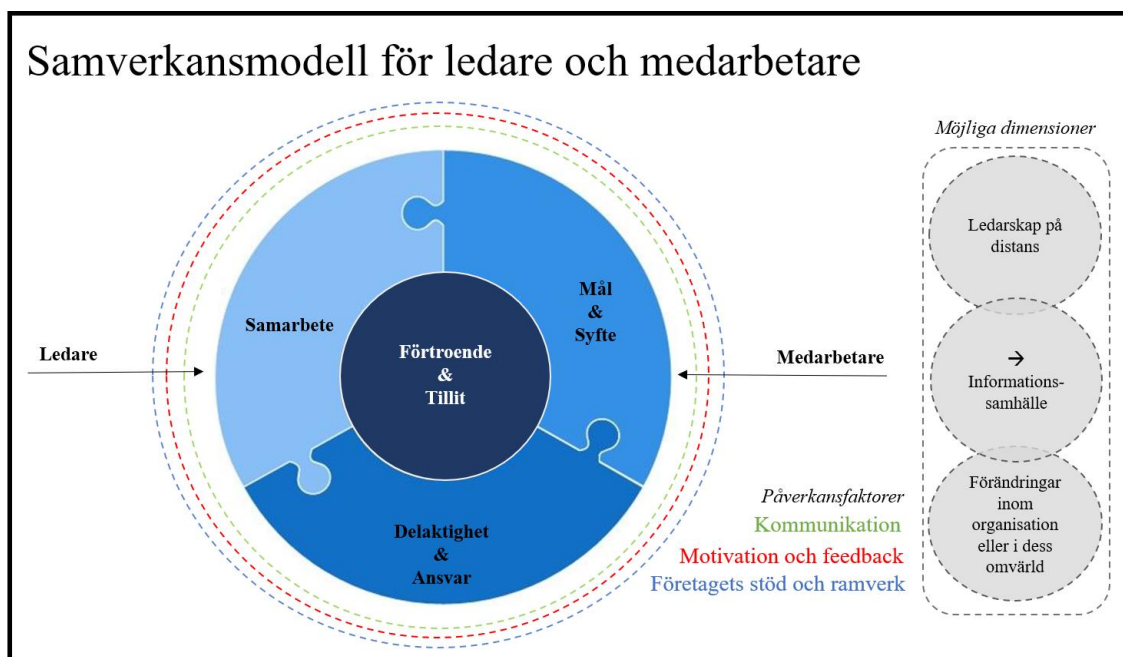 Samverkansmodell för ledare och medarbetare
Samarbete
Mål
&
Syfte
Förtroende
&
Tillit
Delaktighet
&
Ansvar
Ledare
Medarbetare
Påverkansfaktorer
Kommunikation
Motivation och feedback
Företagets stöd och ramverk
Möjliga dimensioner
Ledarskap på
distans
→
Informations-
samhälle
Förändringar
inom
organisation
eller i dess
omvärld